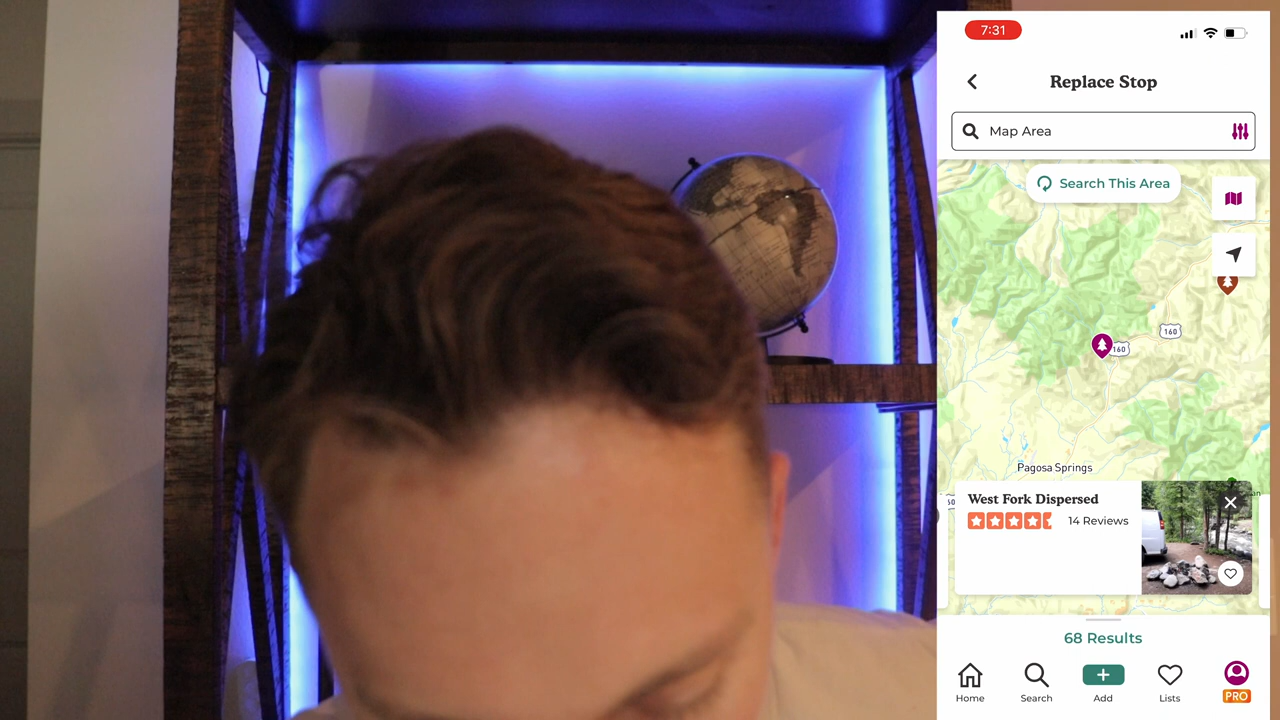 7:31
Replace Stop
Map Area
Search This Area
160
160
Pagosa Springs
West Fork Dispersed
14 Reviews
68 Results
Home
Search
Add
Lists
PRO